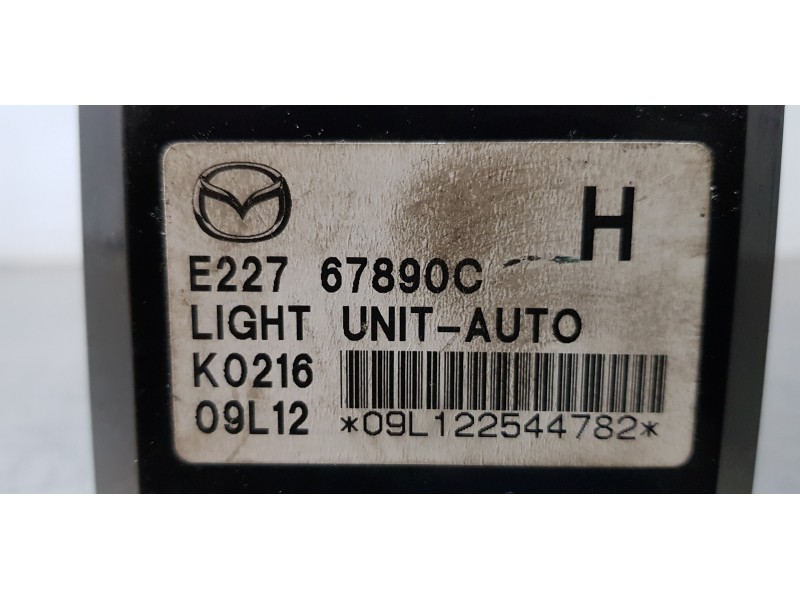 H
E227 67890C
LIGHT UNIT-AUTO
K0216
09L12 *09L122544782*